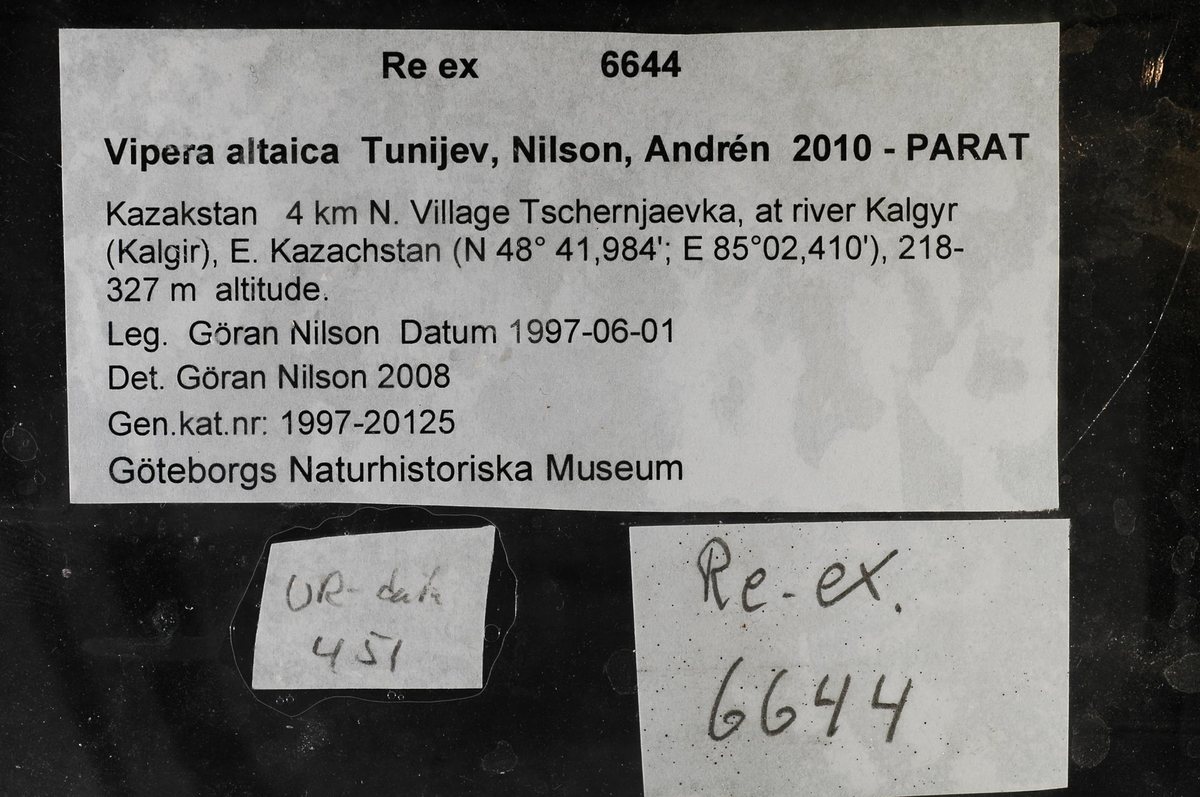 Re ex 6644
Vipera altaica Tunijev, Nilson, Andrén 2010 - PARAT
Kazakstan 4 km N. Village Tschernjaevka, at river Kalgyr
(Kalgir), E. Kazachstan (N 48° 41,984'; E 85°02,410'), 218-
327 m altitude.
Leg. Göran Nilson Datum 1997-06-01
Det. Göran Nilson 2008
Gen.kat.nr: 1997-20125
Göteborgs Naturhistoriska Museum
UR-data
451
Re-ex.
6644